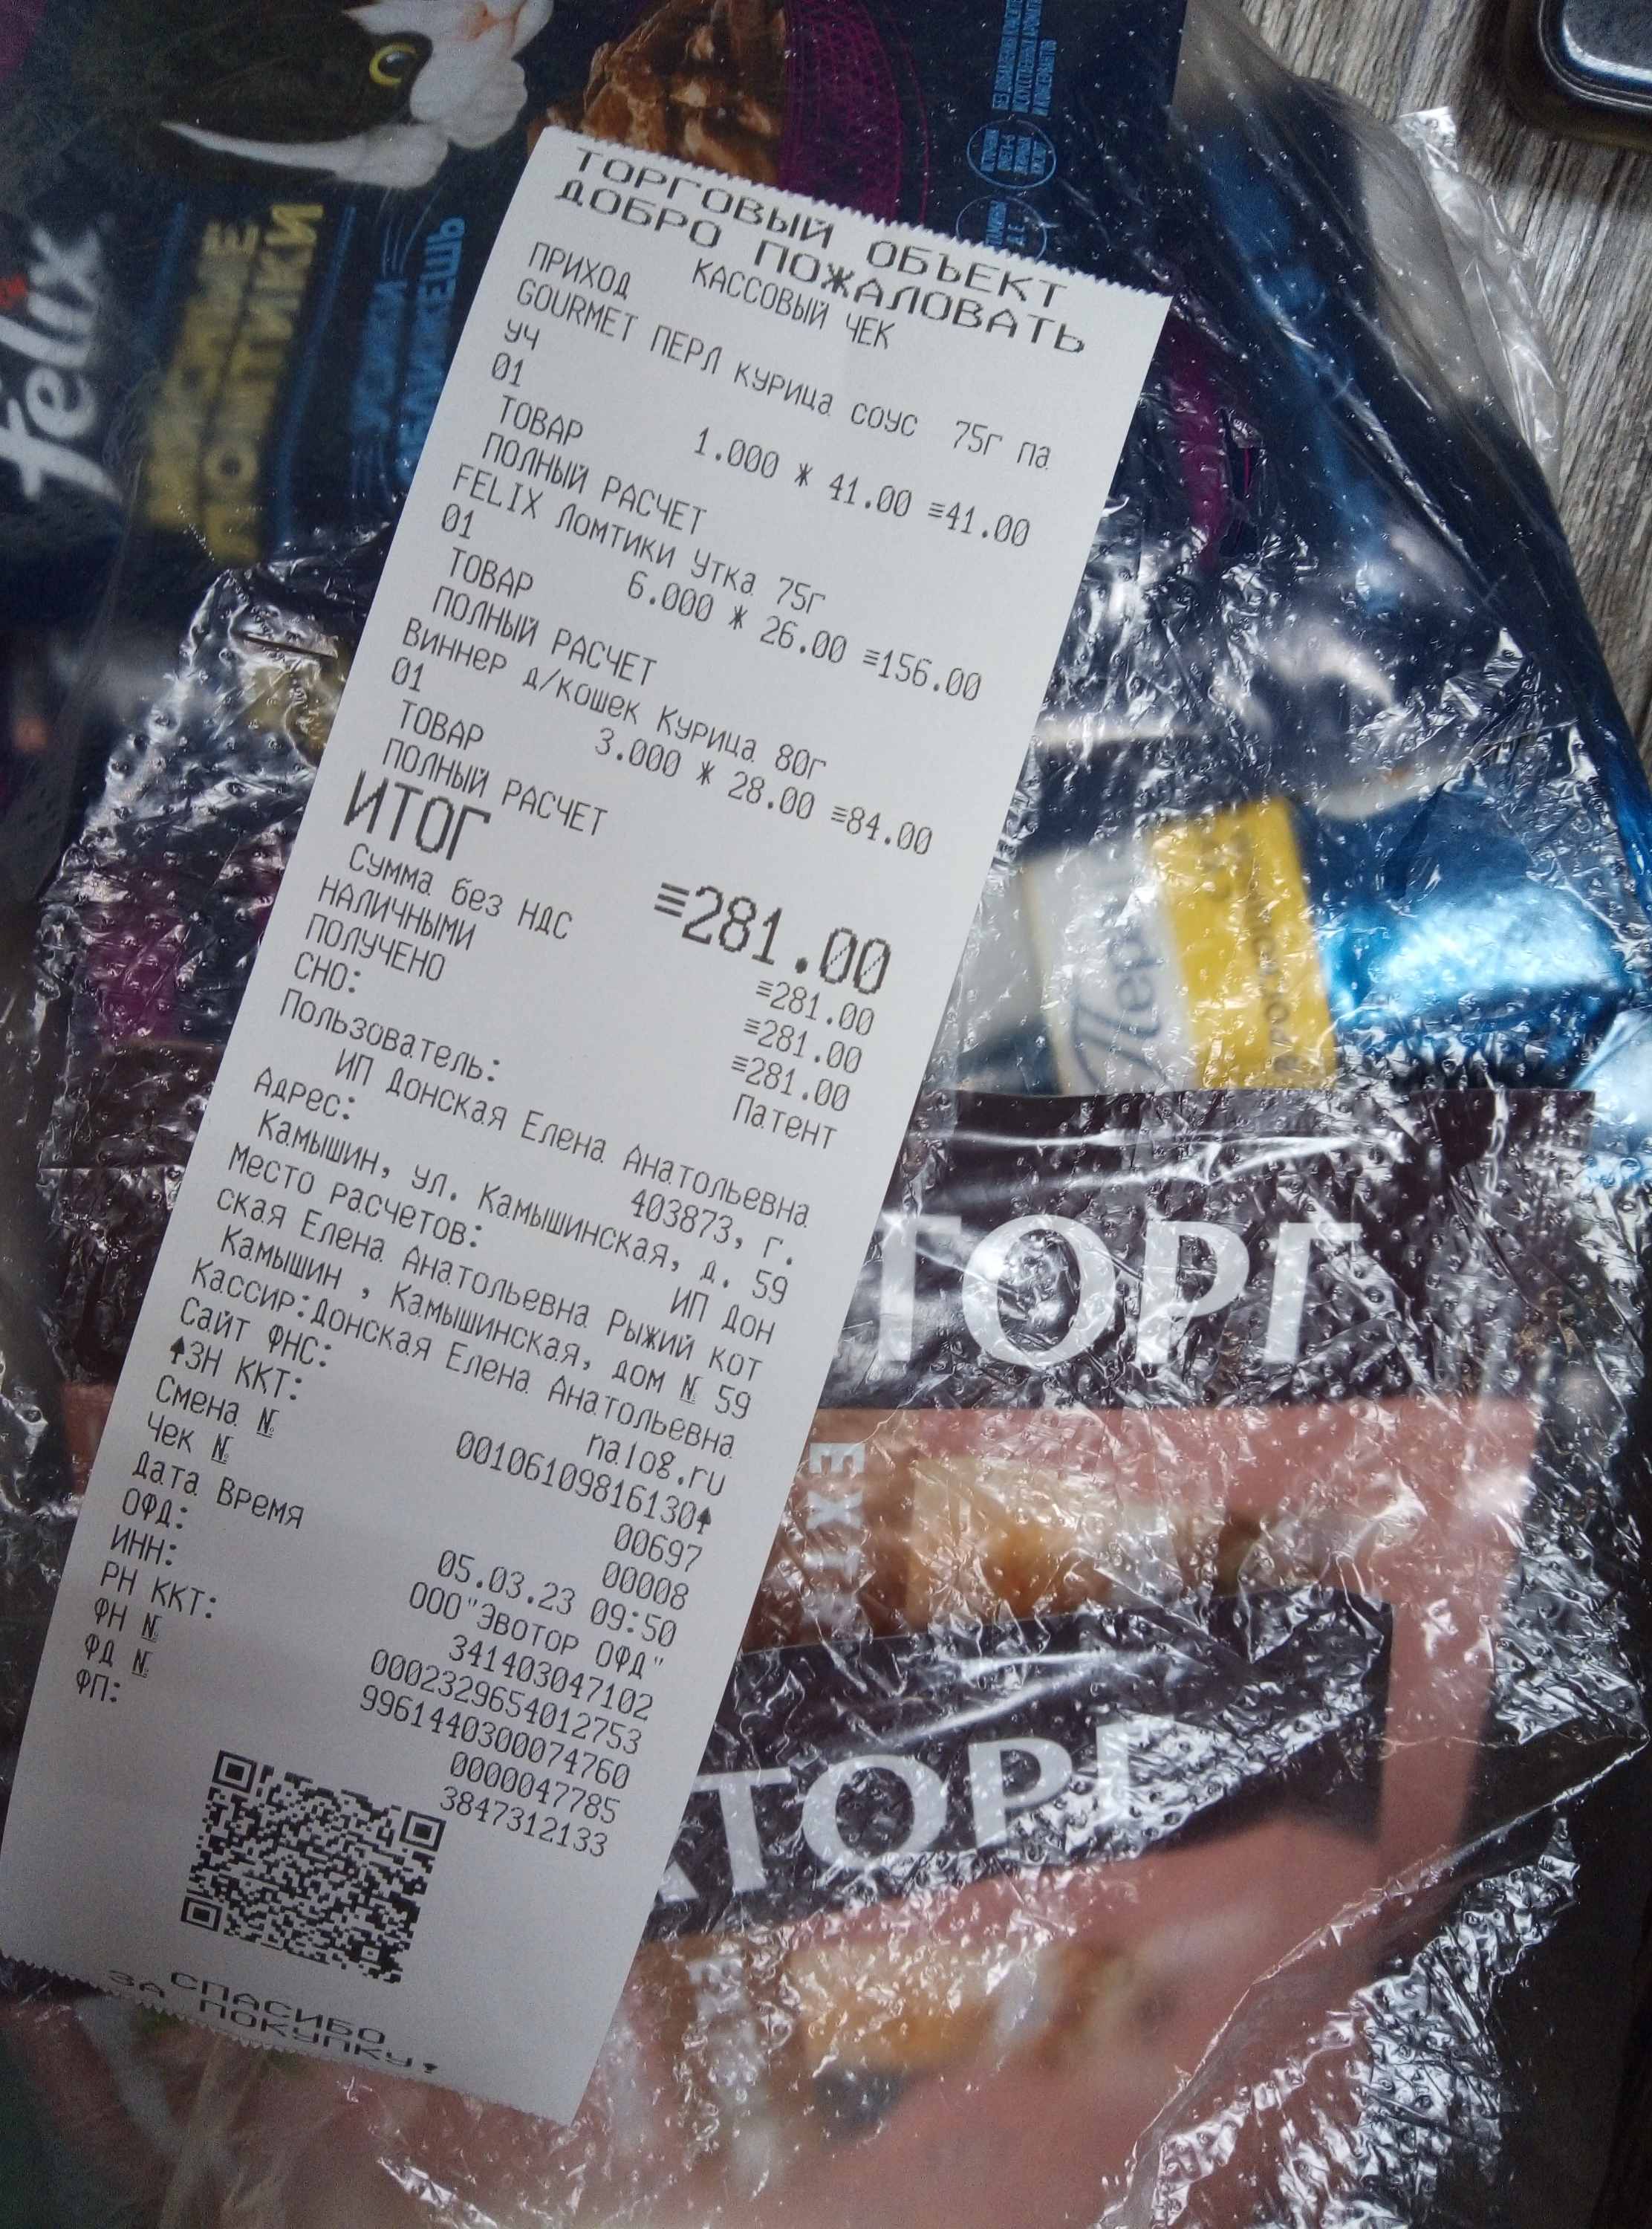 ТОРГОВЫЙ ОБЪЕКТ
ДОБРО ПОЖАЛОВАТЬ
КАССОВЫЙ ЧЕК
ПРИХОД
GOURMET ПЕРЛ курица соус 75г па
уч
01 1.000 * 41.00 ≡41.00
ТОВАР
ПОЛНЫЙ РАСЧЕТ
FELIX Ломтики Утка 75г
01 6.000 * 26.00 ≡156.00
ТОВАР
ПОЛНЫЙ РАСЧЕТ
Виннер д/кошек Курица 80г
01 3.000 * 28.00 ≡84.00
ТОВАР
ПОЛНЫЙ РАСЧЕТ
ИТОГ ≡281.00
Сумма без НДС ≡281.00
НАЛИЧНЫМИ ≡281.00
ПОЛУЧЕНО ≡281.00
СНО: Патент
Пользователь:
ИП Донская Елена Анатольевна
Адрес: 403873, г.
Камышин, ул. Камышинская, д. 59
Место расчетов: ИП Дон
ская Елена Анатольевна Рыжий кот
Камышин , Камышинская, дом № 59
Кассир:Донская Елена Анатольевна
Сайт ФНС: nalog.ru
↑ЗН ККТ: 00106109816130↑
Смена № 00697
Чек № 00008
Дата Время 05.03.23 09:50
ОФД: ООО"Эвотор ОФД"
ИНН: 341403047102
РН ККТ: 0002329654012753
ФН № 9961440300074760
ФД № 0000047785
ФП: 3847312133
СПАСИБО
ЗА ПОКУПКУ!
felix
ЛОМТИКИ
ТОРГ
EXT
АТОРГ